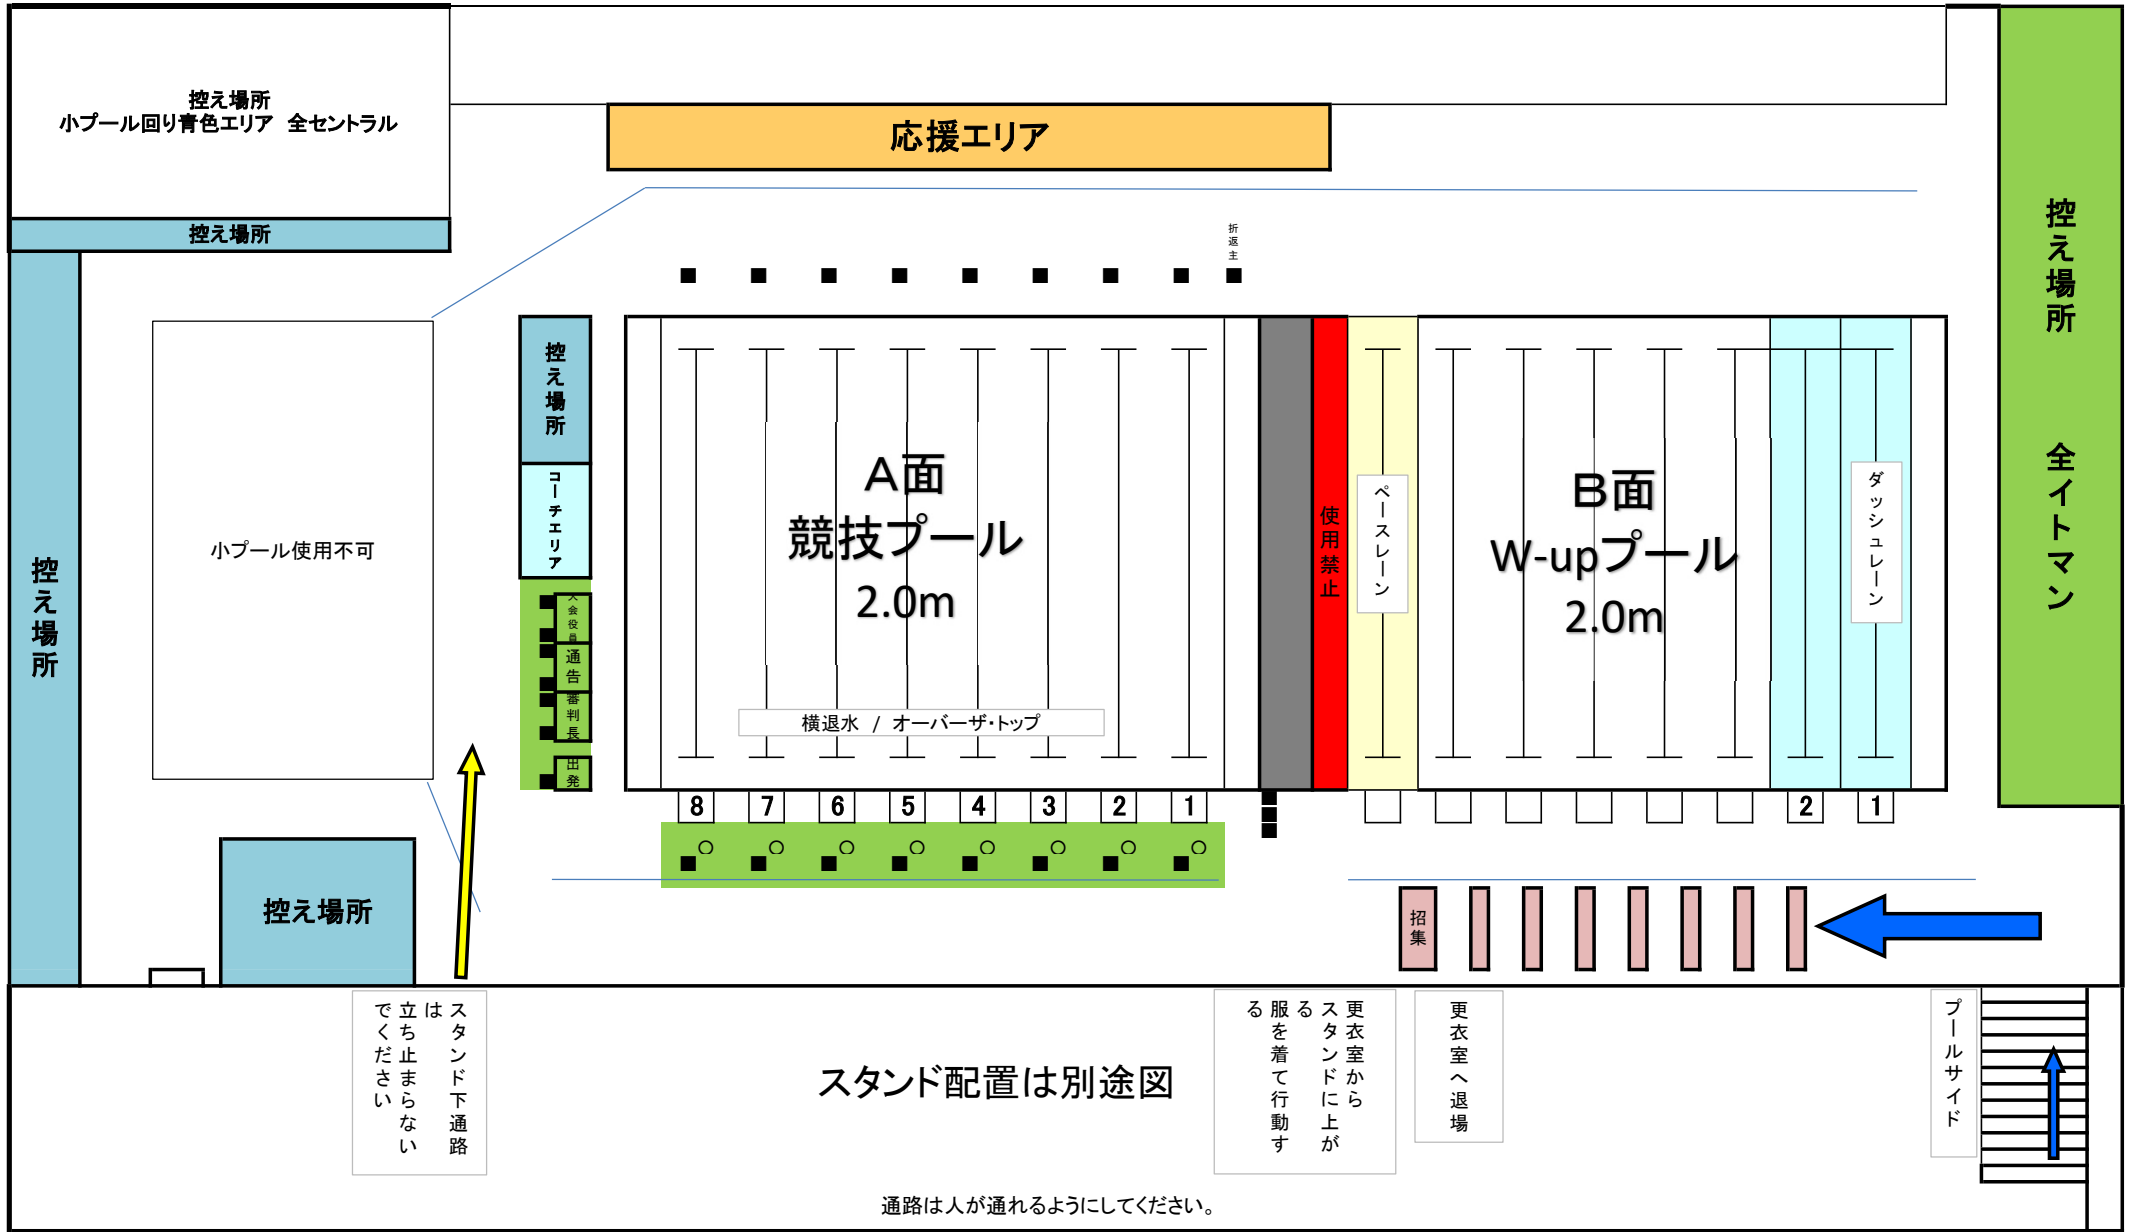 控え場所
小プール回り青色エリア　全セントラル
応援エリア
控え場所
折返主
控え場所　全イトマン
控え場所
コーチエリア
大会役員
通告
審判長
出発
控え場所
小プール使用不可
A面
競技プール
2.0m
横退水 / オーバーザ・トップ
使用禁止
ペースレーン
B面
W-upプール
2.0m
ダッシュレーン
8 7 6 5 4 3 2 1
2 1
控え場所
招集
スタンド下通路
は
立ち止まらない
でください
スタンド配置は別途図
更衣室から
スタンドに上が
る
服を着て行動す
る
更衣室へ退場
プールサイド
通路は人が通れるようにしてください。